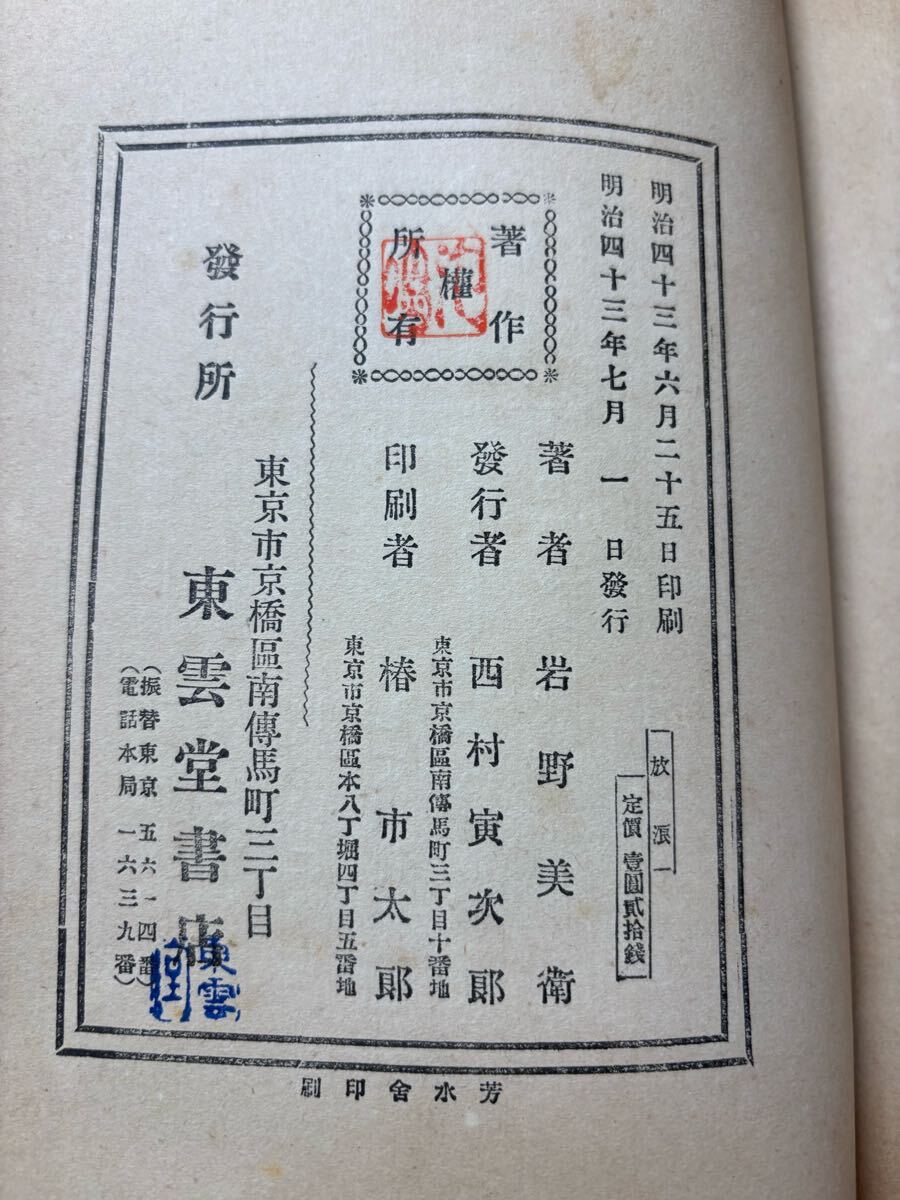 明治四十三年六月二十五日印刷
明治四十三年七月一日發行
放浪
定價壹圓貳拾錢
著作權所有
著者 岩野美衛
發行者 西村寅次郎
東京市京橋區南傳馬町三丁目十番地
印刷者 椿市太郎
東京市京橋區本八丁堀四丁目五番地
東京市京橋區南傳馬町三丁目
發行所 東雲堂書店
(振替東京五六一四番)
(電話本局一六三九番)
東雲堂
芳水舍印刷